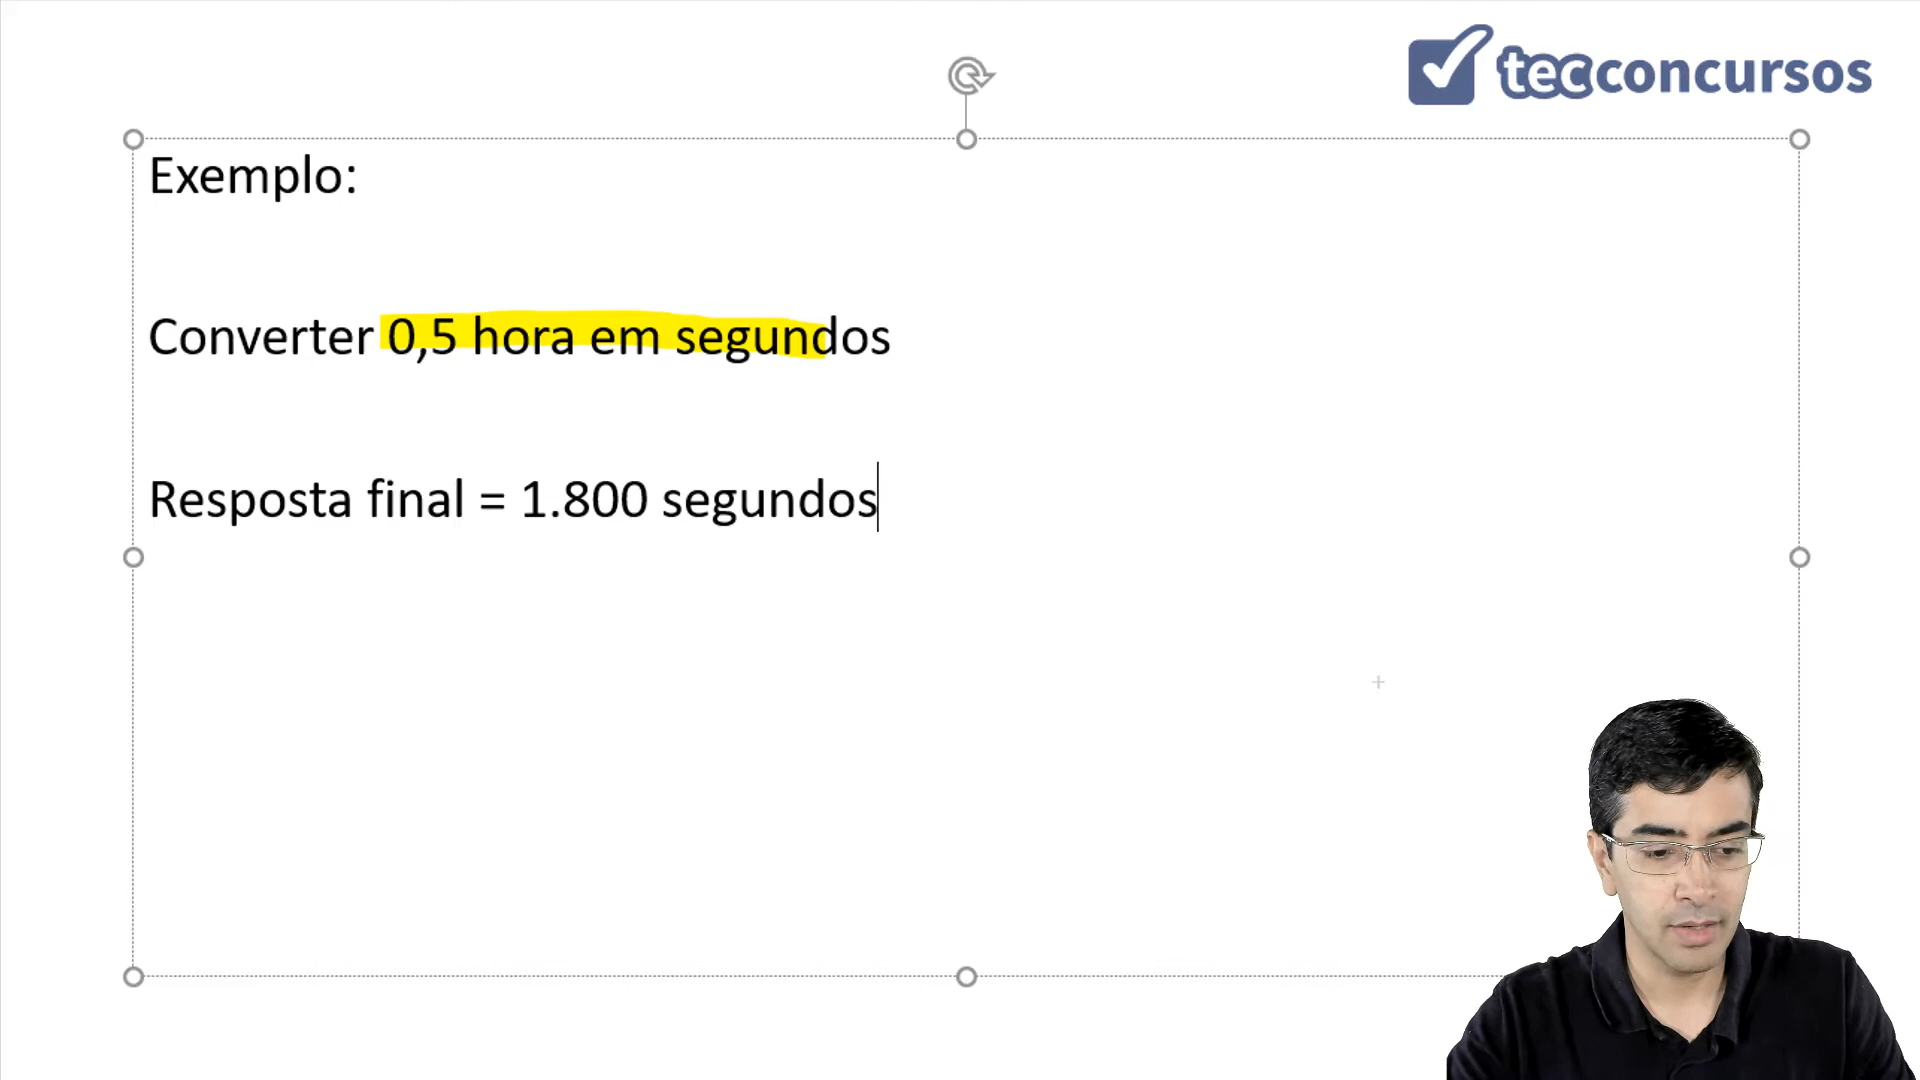 tecconcursos
Exemplo:
Converter 0,5 hora em segundos
Resposta final = 1.800 segundos